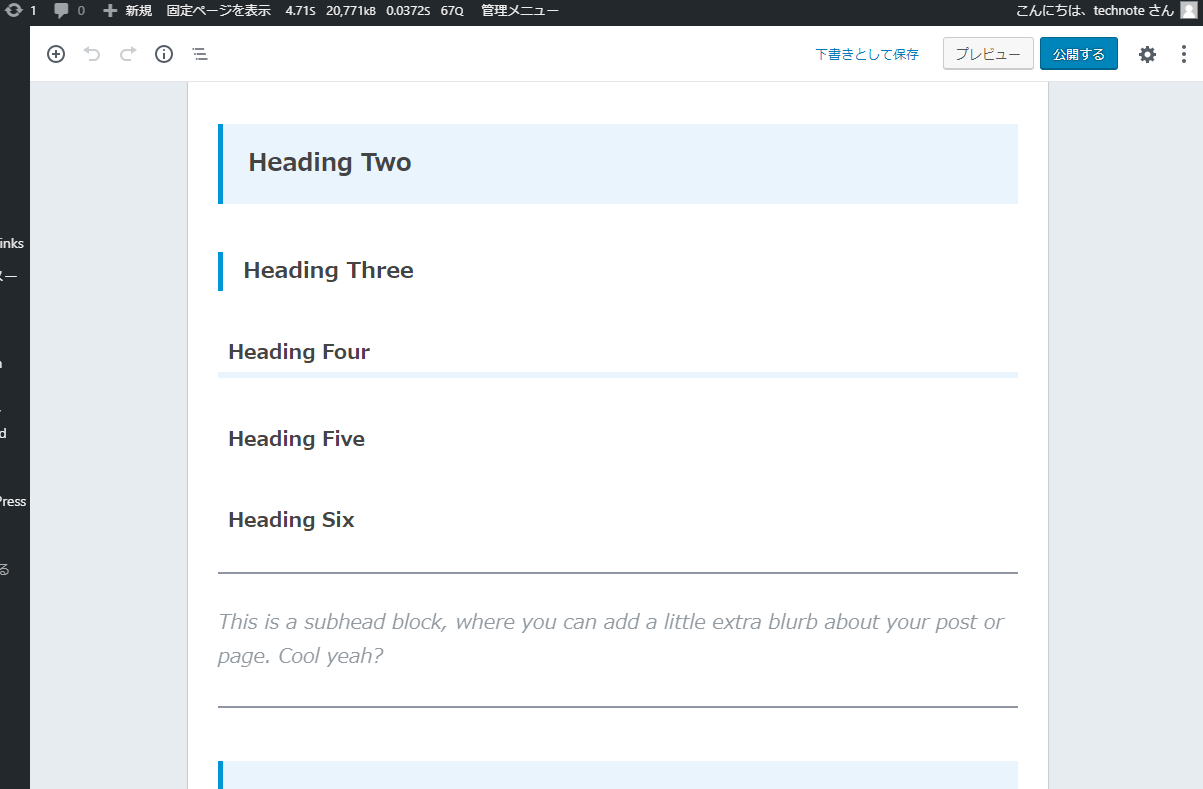 1 0 新規 固定ページを表示 4.71S 20,771KB 0.0372S 67Q 管理メニュー こんにちは、technote さん
下書きとして保存 プレビュー 公開する
Heading Two
inks
Heading Three
Heading Four
d
Heading Five
Press
Heading Six
る
This is a subhead block, where you can add a little extra blurb about your post or
page. Cool yeah?